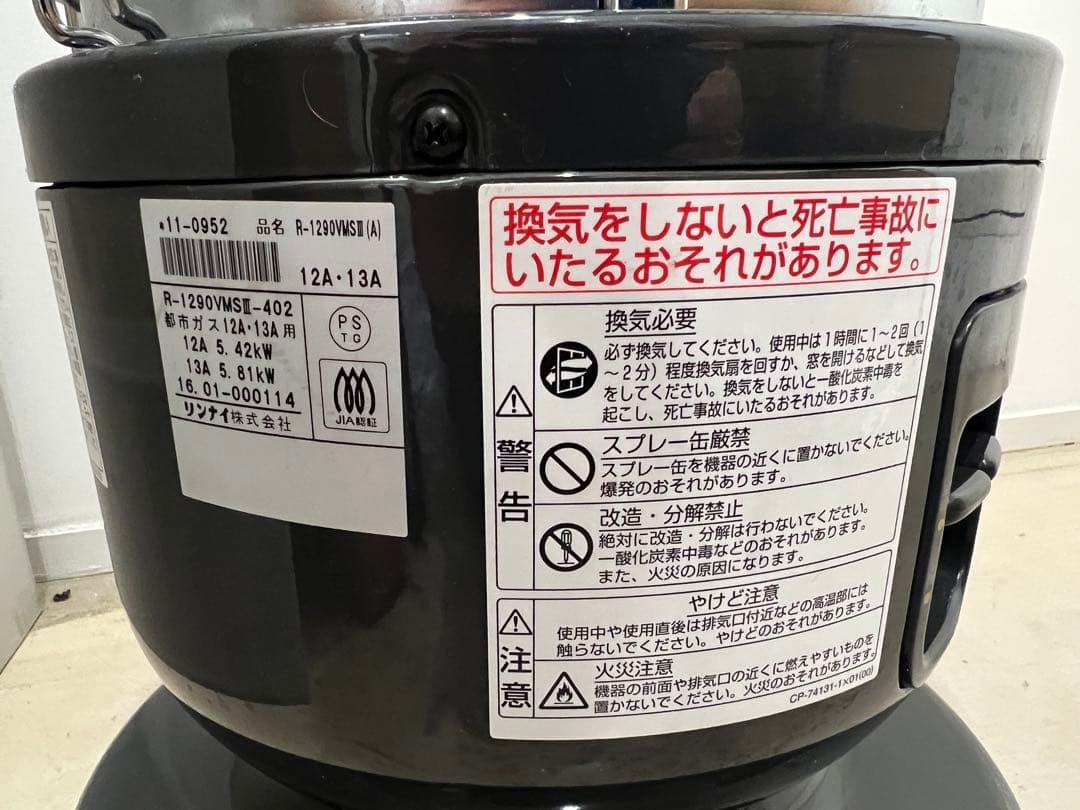 *11-0952 品名 R-1290VMSⅢ(A)
12A・13A
R-1290VMSⅢ-402
都市ガス12A・13A用
12A 5.42kW
13A 5.81kW
16.01-000114
リンナイ株式会社
PS
TG
JIA認証
換気をしないと死亡事故に
いたるおそれがあります。
警告
換気必要
必ず換気してください。使用中は1時間に1～2回(1
～2分)程度換気扇を回すか、窓を開けるなどして換気
をしてください。換気をしないと一酸化炭素中毒を
起こし、死亡事故にいたるおそれがあります。
スプレー缶厳禁
スプレー缶を機器の近くに置かないでください。
爆発のおそれがあります。
改造・分解禁止
絶対に改造・分解は行わないでください。
一酸化炭素中毒などのおそれがあります。
また、火災の原因になります。
注意
やけど注意
使用中や使用直後は排気口付近などの高温部には
触らないでください。やけどのおそれがあります。
火災注意
機器の前面や排気口の近くに燃えやすいものを
置かないでください。火災のおそれがあります。
CP-74131-1×01(00)